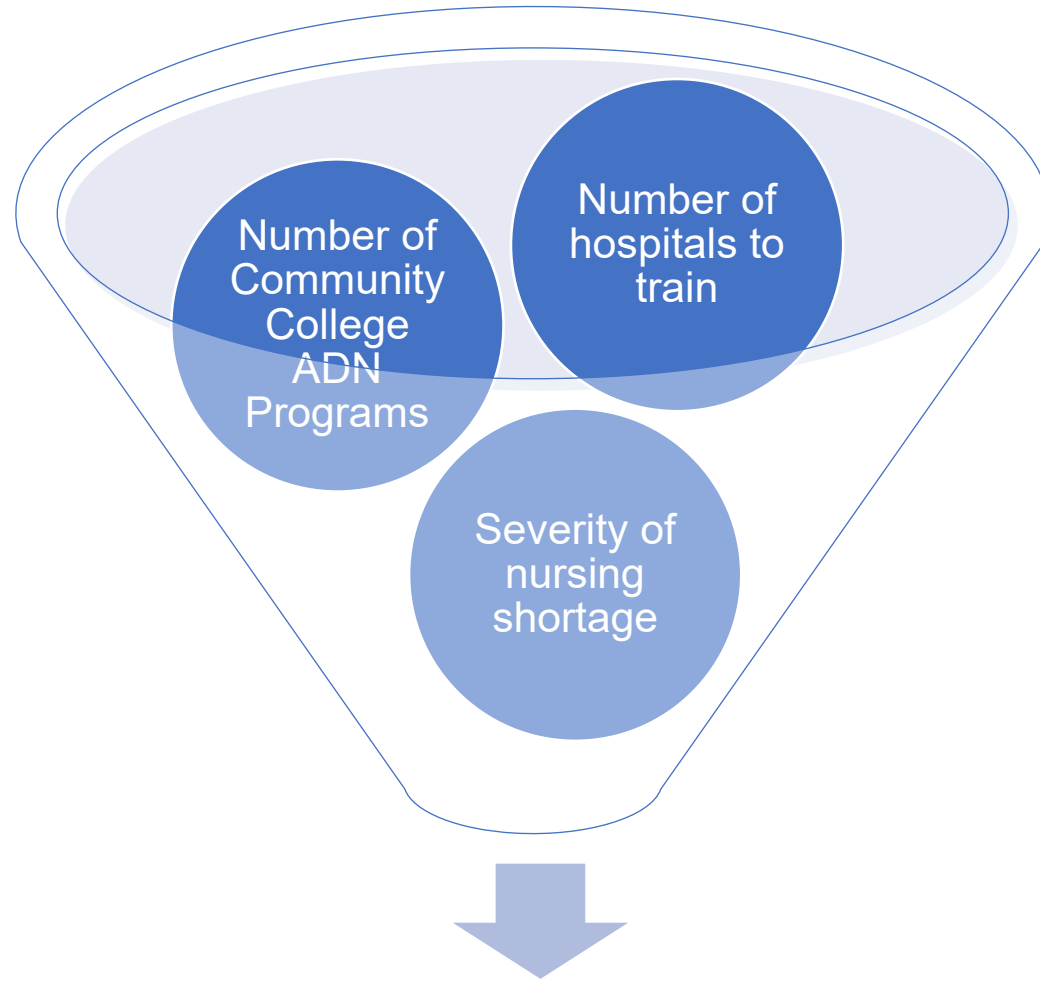 Number of
Community
College
ADN
Programs
Number of
hospitals to
train
Severity of
nursing
shortage